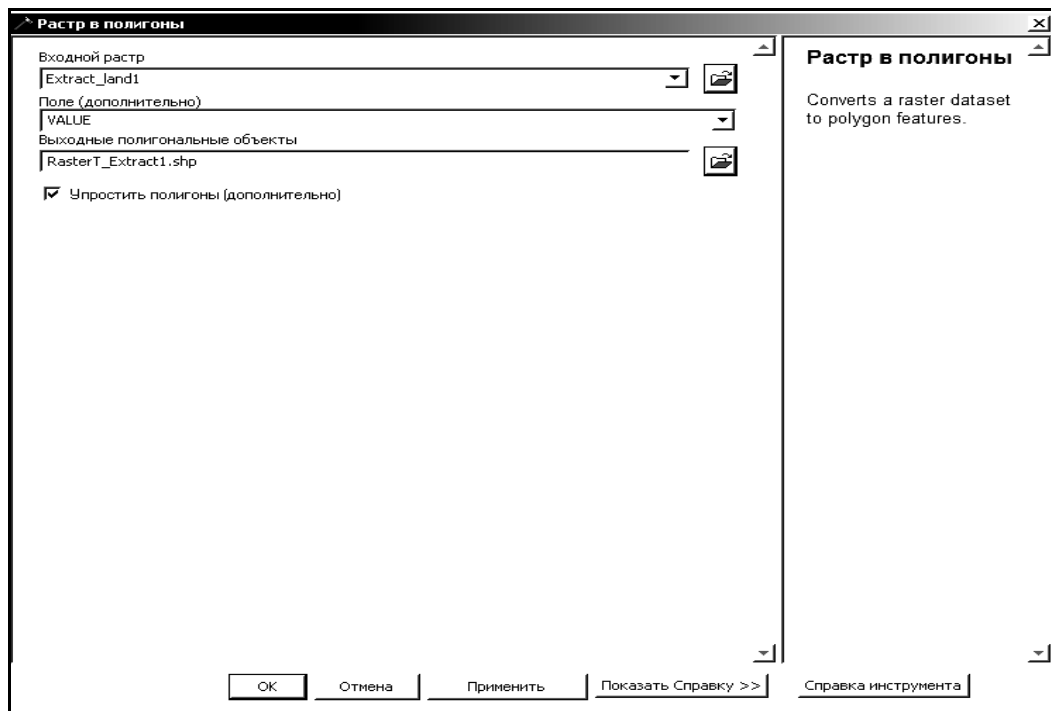 Растр в полигоны
Входной растр
Extract_land1
Поле (дополнительно)
VALUE
Выходные полигональные объекты
RasterT_Extract1.shp
Упростить полигоны (дополнительно)
Растр в полигоны
Converts a raster dataset
to polygon features.
OK
Отмена
Применить
Показать Справку >>
Справка инструмента